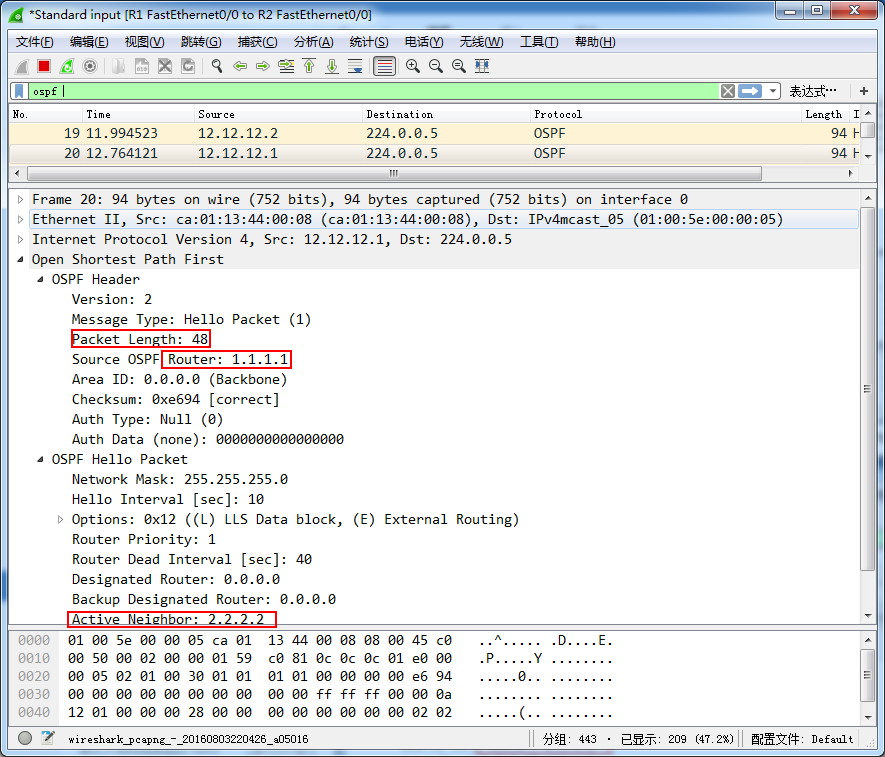 *Standard input [R1 FastEthernet0/0 to R2 FastEthernet0/0]
文件(F) 编辑(E) 视图(V) 跳转(G) 捕获(C) 分析(A) 统计(S) 电话(Y) 无线(W) 工具(T) 帮助(H)
ospf 表达式… +
No. Time Source Destination Protocol Length I
19 11.994523 12.12.12.2 224.0.0.5 OSPF 94 H
20 12.764121 12.12.12.1 224.0.0.5 OSPF 94 H
Frame 20: 94 bytes on wire (752 bits), 94 bytes captured (752 bits) on interface 0
Ethernet II, Src: ca:01:13:44:00:08 (ca:01:13:44:00:08), Dst: IPv4mcast_05 (01:00:5e:00:00:05)
Internet Protocol Version 4, Src: 12.12.12.1, Dst: 224.0.0.5
Open Shortest Path First
OSPF Header
Version: 2
Message Type: Hello Packet (1)
Packet Length: 48
Source OSPF Router: 1.1.1.1
Area ID: 0.0.0.0 (Backbone)
Checksum: 0xe694 [correct]
Auth Type: Null (0)
Auth Data (none): 0000000000000000
OSPF Hello Packet
Network Mask: 255.255.255.0
Hello Interval [sec]: 10
Options: 0x12 ((L) LLS Data block, (E) External Routing)
Router Priority: 1
Router Dead Interval [sec]: 40
Designated Router: 0.0.0.0
Backup Designated Router: 0.0.0.0
Active Neighbor: 2.2.2.2
0000 01 00 5e 00 00 05 ca 01 13 44 00 08 08 00 45 c0 ..^..... .D....E.
0010 00 50 00 02 00 00 01 59 c0 81 0c 0c 0c 01 e0 00 .P.....Y ........
0020 00 05 02 01 00 30 01 01 01 01 00 00 00 00 e6 94 .....0.. ........
0030 00 00 00 00 00 00 00 00 00 00 ff ff ff 00 00 0a ........ ........
0040 12 01 00 00 00 28 00 00 00 00 00 00 00 00 02 02 .....(.. ........
wireshark_pcapng_-_20160803220426_a05016 分组: 443 · 已显示: 209 (47.2%) 配置文件: Default